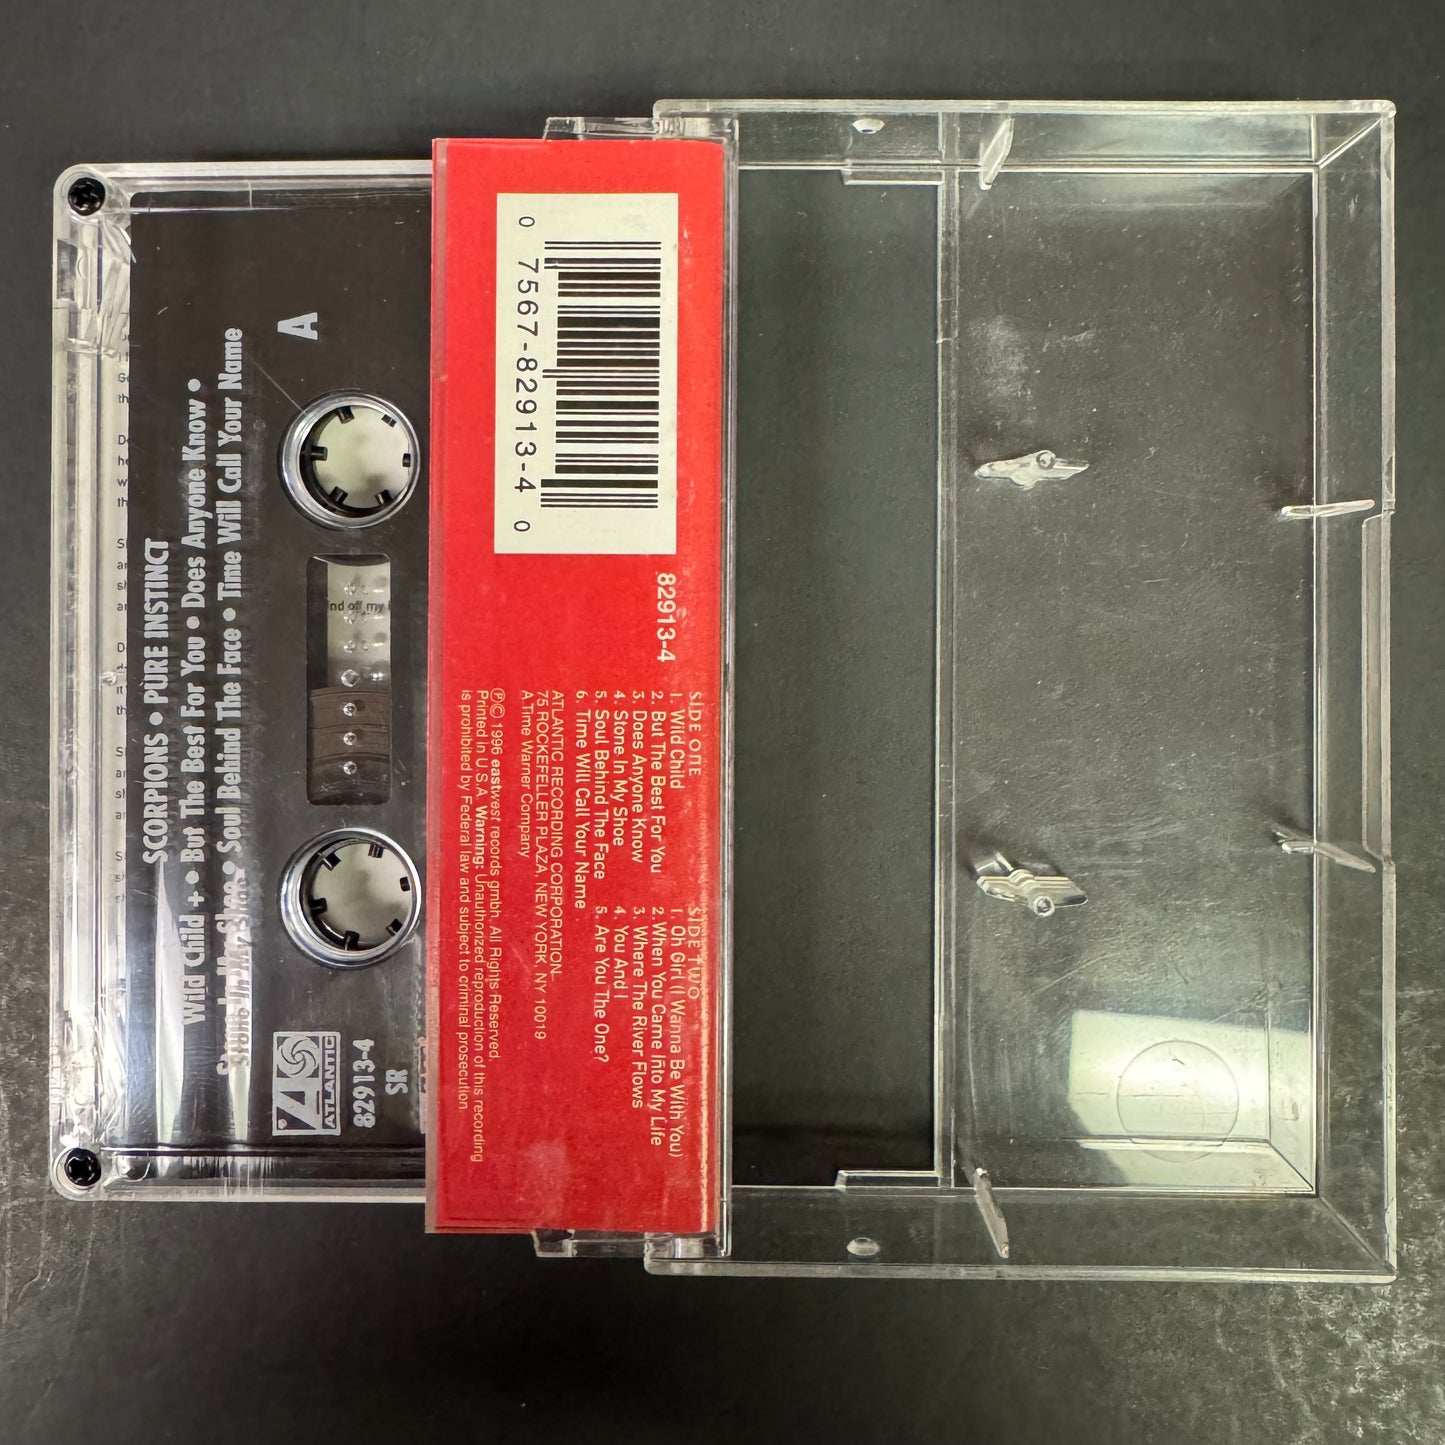 SCORPIONS • PURE INSTINCT
Wild Child + • But The Best For You • Does Anyone Know •
Stone In My Shoe • Soul Behind The Face • Time Will Call Your Name
A
ATLANTIC
SR
82913-4
nd off my
0 7567-82913-4 0
82913-4
SIDE ONE
1. Wild Child
2. But The Best For You
3. Does Anyone Know
4. Stone In My Shoe
5. Soul Behind The Face
6. Time Will Call Your Name
SIDE TWO
1. Oh Girl (I Wanna Be With You)
2. When You Came Into My Life
3. Where The River Flows
4. You And I
5. Are You The One?
ATLANTIC RECORDING CORPORATION,
75 ROCKEFELLER PLAZA, NEW YORK, NY 10019
A Time Warner Company
℗© 1996 eastwest records gmbh. All Rights Reserved.
Printed in U.S.A. Warning: Unauthorized reproduction of this recording
is prohibited by Federal law and subject to criminal prosecution.